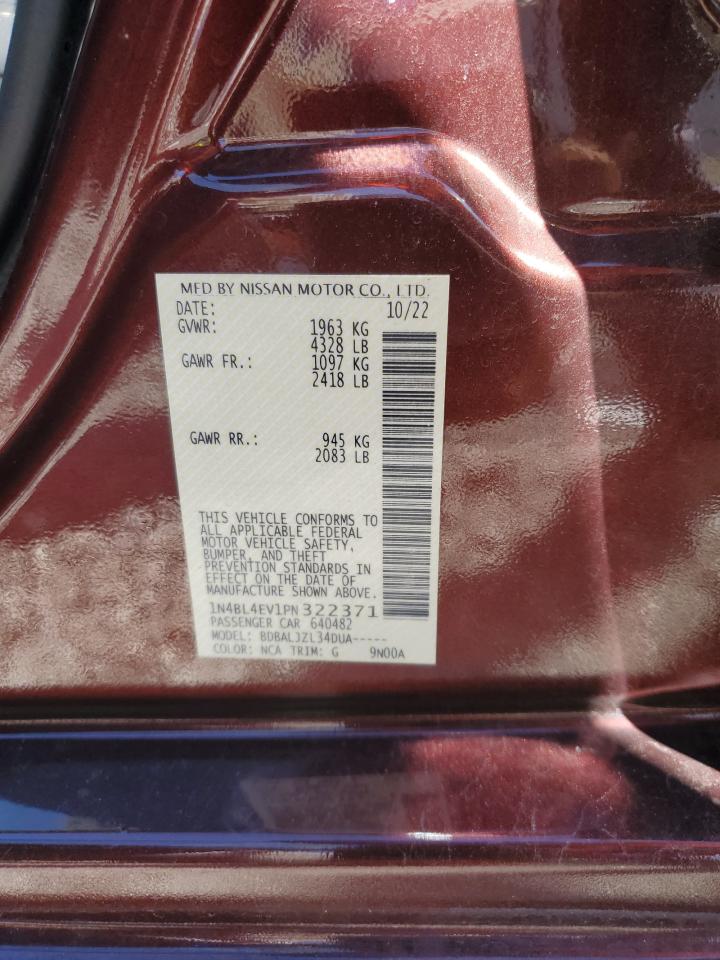 MFD BY NISSAN MOTOR CO., LTD.
DATE: 10/22
GVWR: 1963 KG
4328 LB
GAWR FR.: 1097 KG
2418 LB
GAWR RR.: 945 KG
2083 LB
THIS VEHICLE CONFORMS TO
ALL APPLICABLE FEDERAL
MOTOR VEHICLE SAFETY,
BUMPER, AND THEFT
PREVENTION STANDARDS IN
EFFECT ON THE DATE OF
MANUFACTURE SHOWN ABOVE.
1N4BL4EV1PN322371
PASSENGER CAR 640482
MODEL: BDBALJZL34DUA-----
COLOR: NCA TRIM: G 9N00A